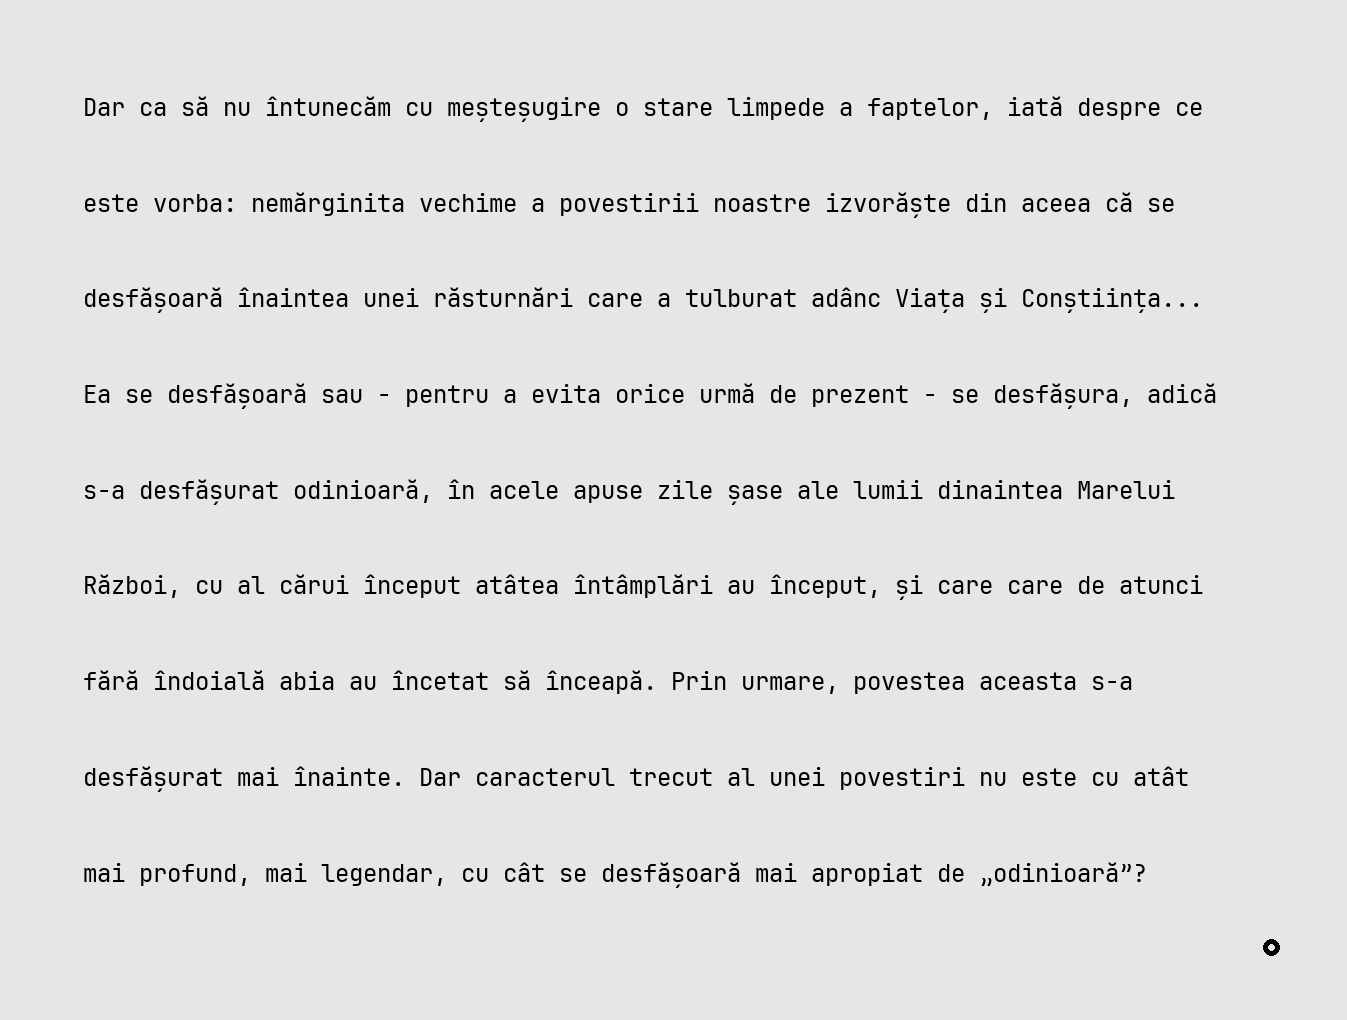 Dar ca să nu întunecăm cu meșteșugire o stare limpede a faptelor, iată despre ce
este vorba: nemărginita vechime a povestirii noastre izvorăște din aceea că se
desfășoară înaintea unei răsturnări care a tulburat adânc Viața și Conștiința...
Ea se desfășoară sau - pentru a evita orice urmă de prezent - se desfășura, adică
s-a desfășurat odinioară, în acele apuse zile șase ale lumii dinaintea Marelui
Război, cu al cărui început atâtea întâmplări au început, și care care de atunci
fără îndoială abia au încetat să înceapă. Prin urmare, povestea aceasta s-a
desfășurat mai înainte. Dar caracterul trecut al unei povestiri nu este cu atât
mai profund, mai legendar, cu cât se desfășoară mai apropiat de „odinioară”?